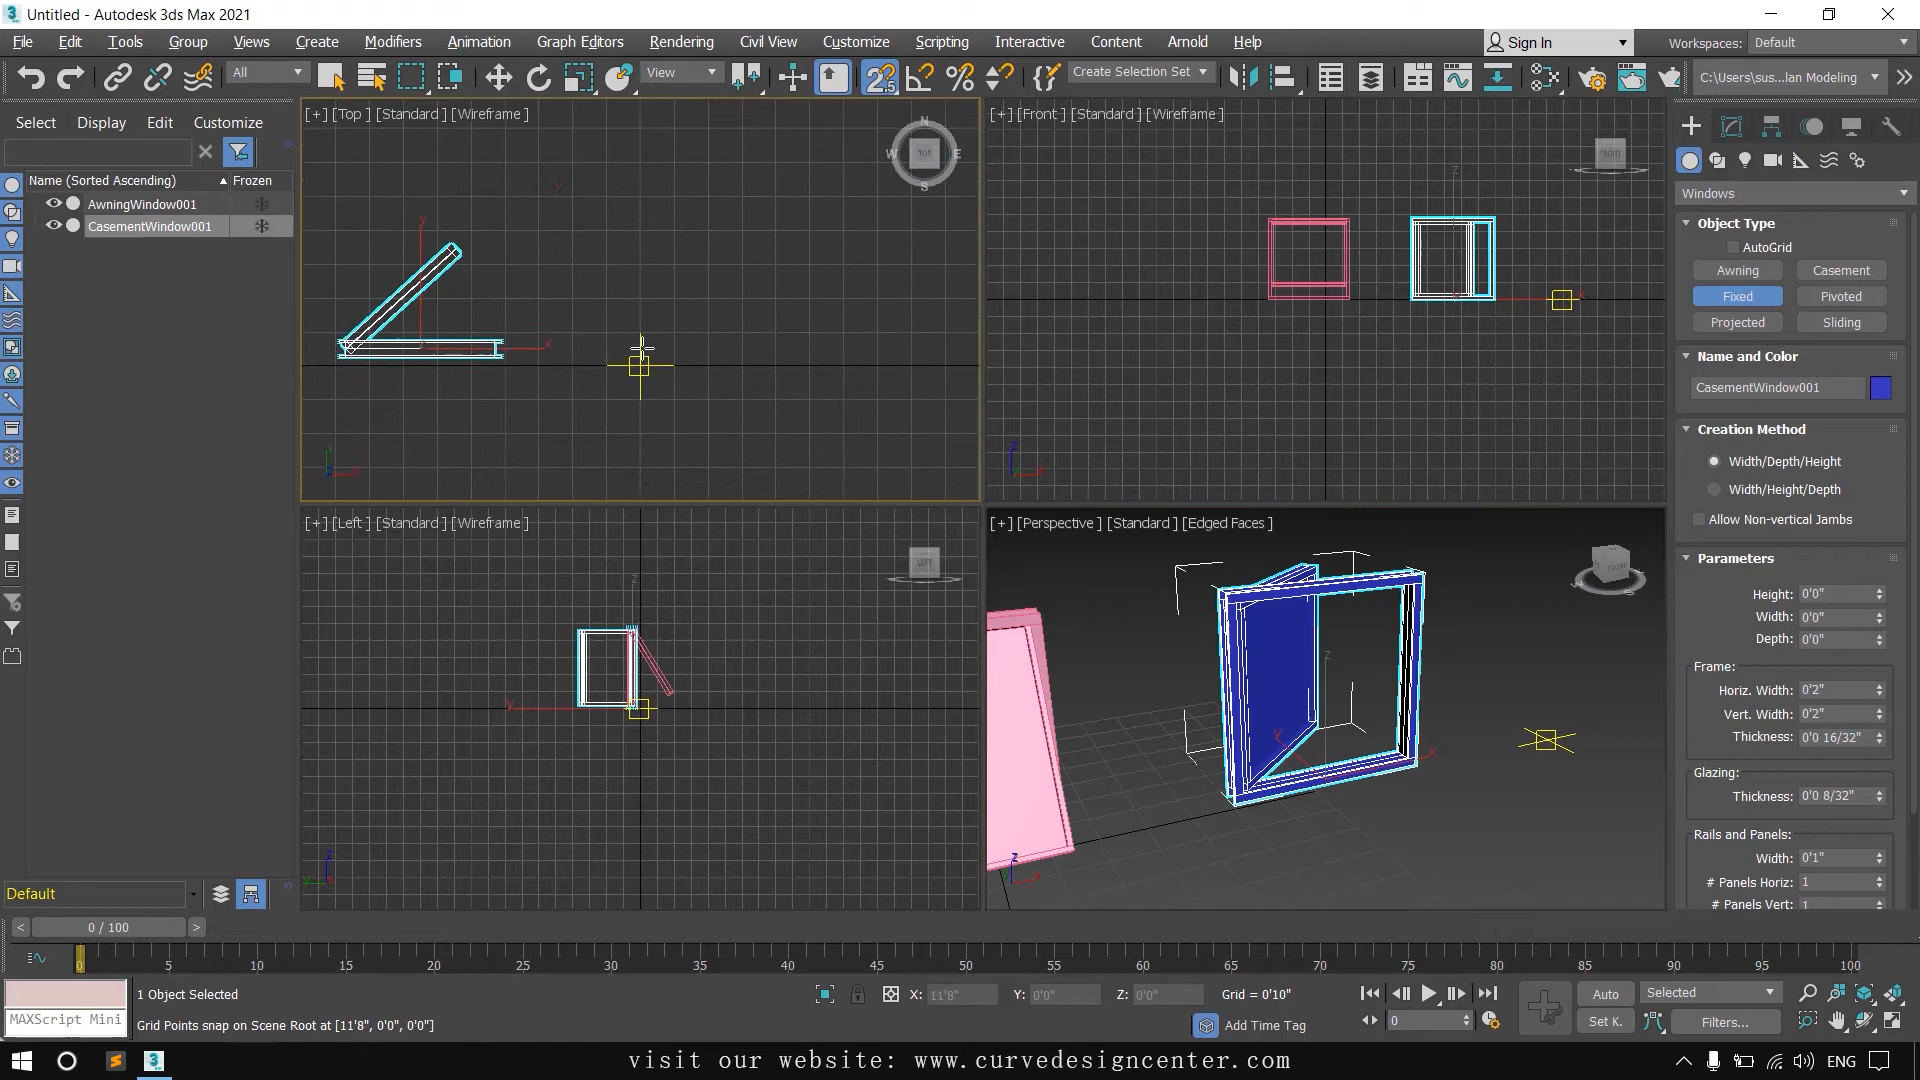 Untitled - Autodesk 3ds Max 2021
File Edit Tools Group Views Create Modifiers Animation Graph Editors Rendering Civil View Customize Scripting Interactive Content Arnold Help Sign In Workspaces: Default
All View Create Selection Set C:\Users\sus...lan Modeling
Select Display Edit Customize
Name (Sorted Ascending) Frozen
AwningWindow001
CasementWindow001
[+] [Top ] [Standard ] [Wireframe ]
N
W TOP E
S
y
y
x
z
x
[+] [Front ] [Standard ] [Wireframe ]
FRONT
z
x
z
y x
[+] [Left ] [Standard ] [Wireframe ]
LEFT
z
y
z
y
[+] [Perspective ] [Standard ] [Edged Faces ]
FRONT
z
y
x
z
x
Windows
Object Type
AutoGrid
Awning Casement
Fixed Pivoted
Projected Sliding
Name and Color
CasementWindow001
Creation Method
Width/Depth/Height
Width/Height/Depth
Allow Non-vertical Jambs
Parameters
Height: 0'0"
Width: 0'0"
Depth: 0'0"
Frame:
Horiz. Width: 0'2"
Vert. Width: 0'2"
Thickness: 0'0 16/32"
Glazing:
Thickness: 0'0 8/32"
Rails and Panels:
Width: 0'1"
# Panels Horiz: 1
# Panels Vert: 1
Default
< 0 / 100 >
0 5 10 15 20 25 30 35 40 45 50 55 60 65 70 75 80 85 90 95 100
1 Object Selected X: 11'8" Y: 0'0" Z: 0'0" Grid = 0'10" Auto Selected
MAXScript Mini Grid Points snap on Scene Root at [11'8", 0'0", 0'0"] Add Time Tag 0 Set K. Filters...
visit our website: www.curvedesigncenter.com ENG